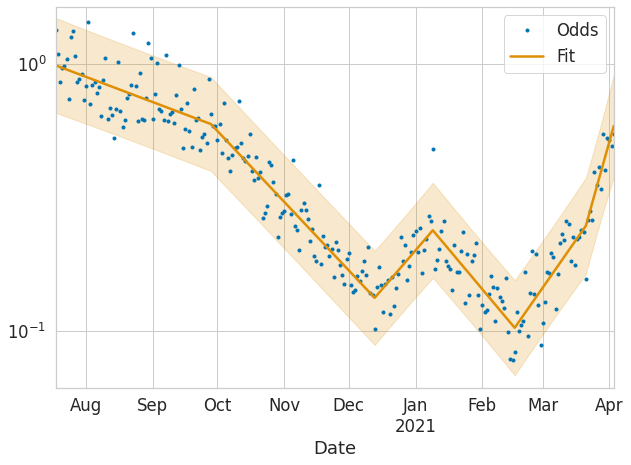 Odds
Fit
10⁰
10⁻¹
Aug Sep Oct Nov Dec Jan Feb Mar Apr
2021
Date